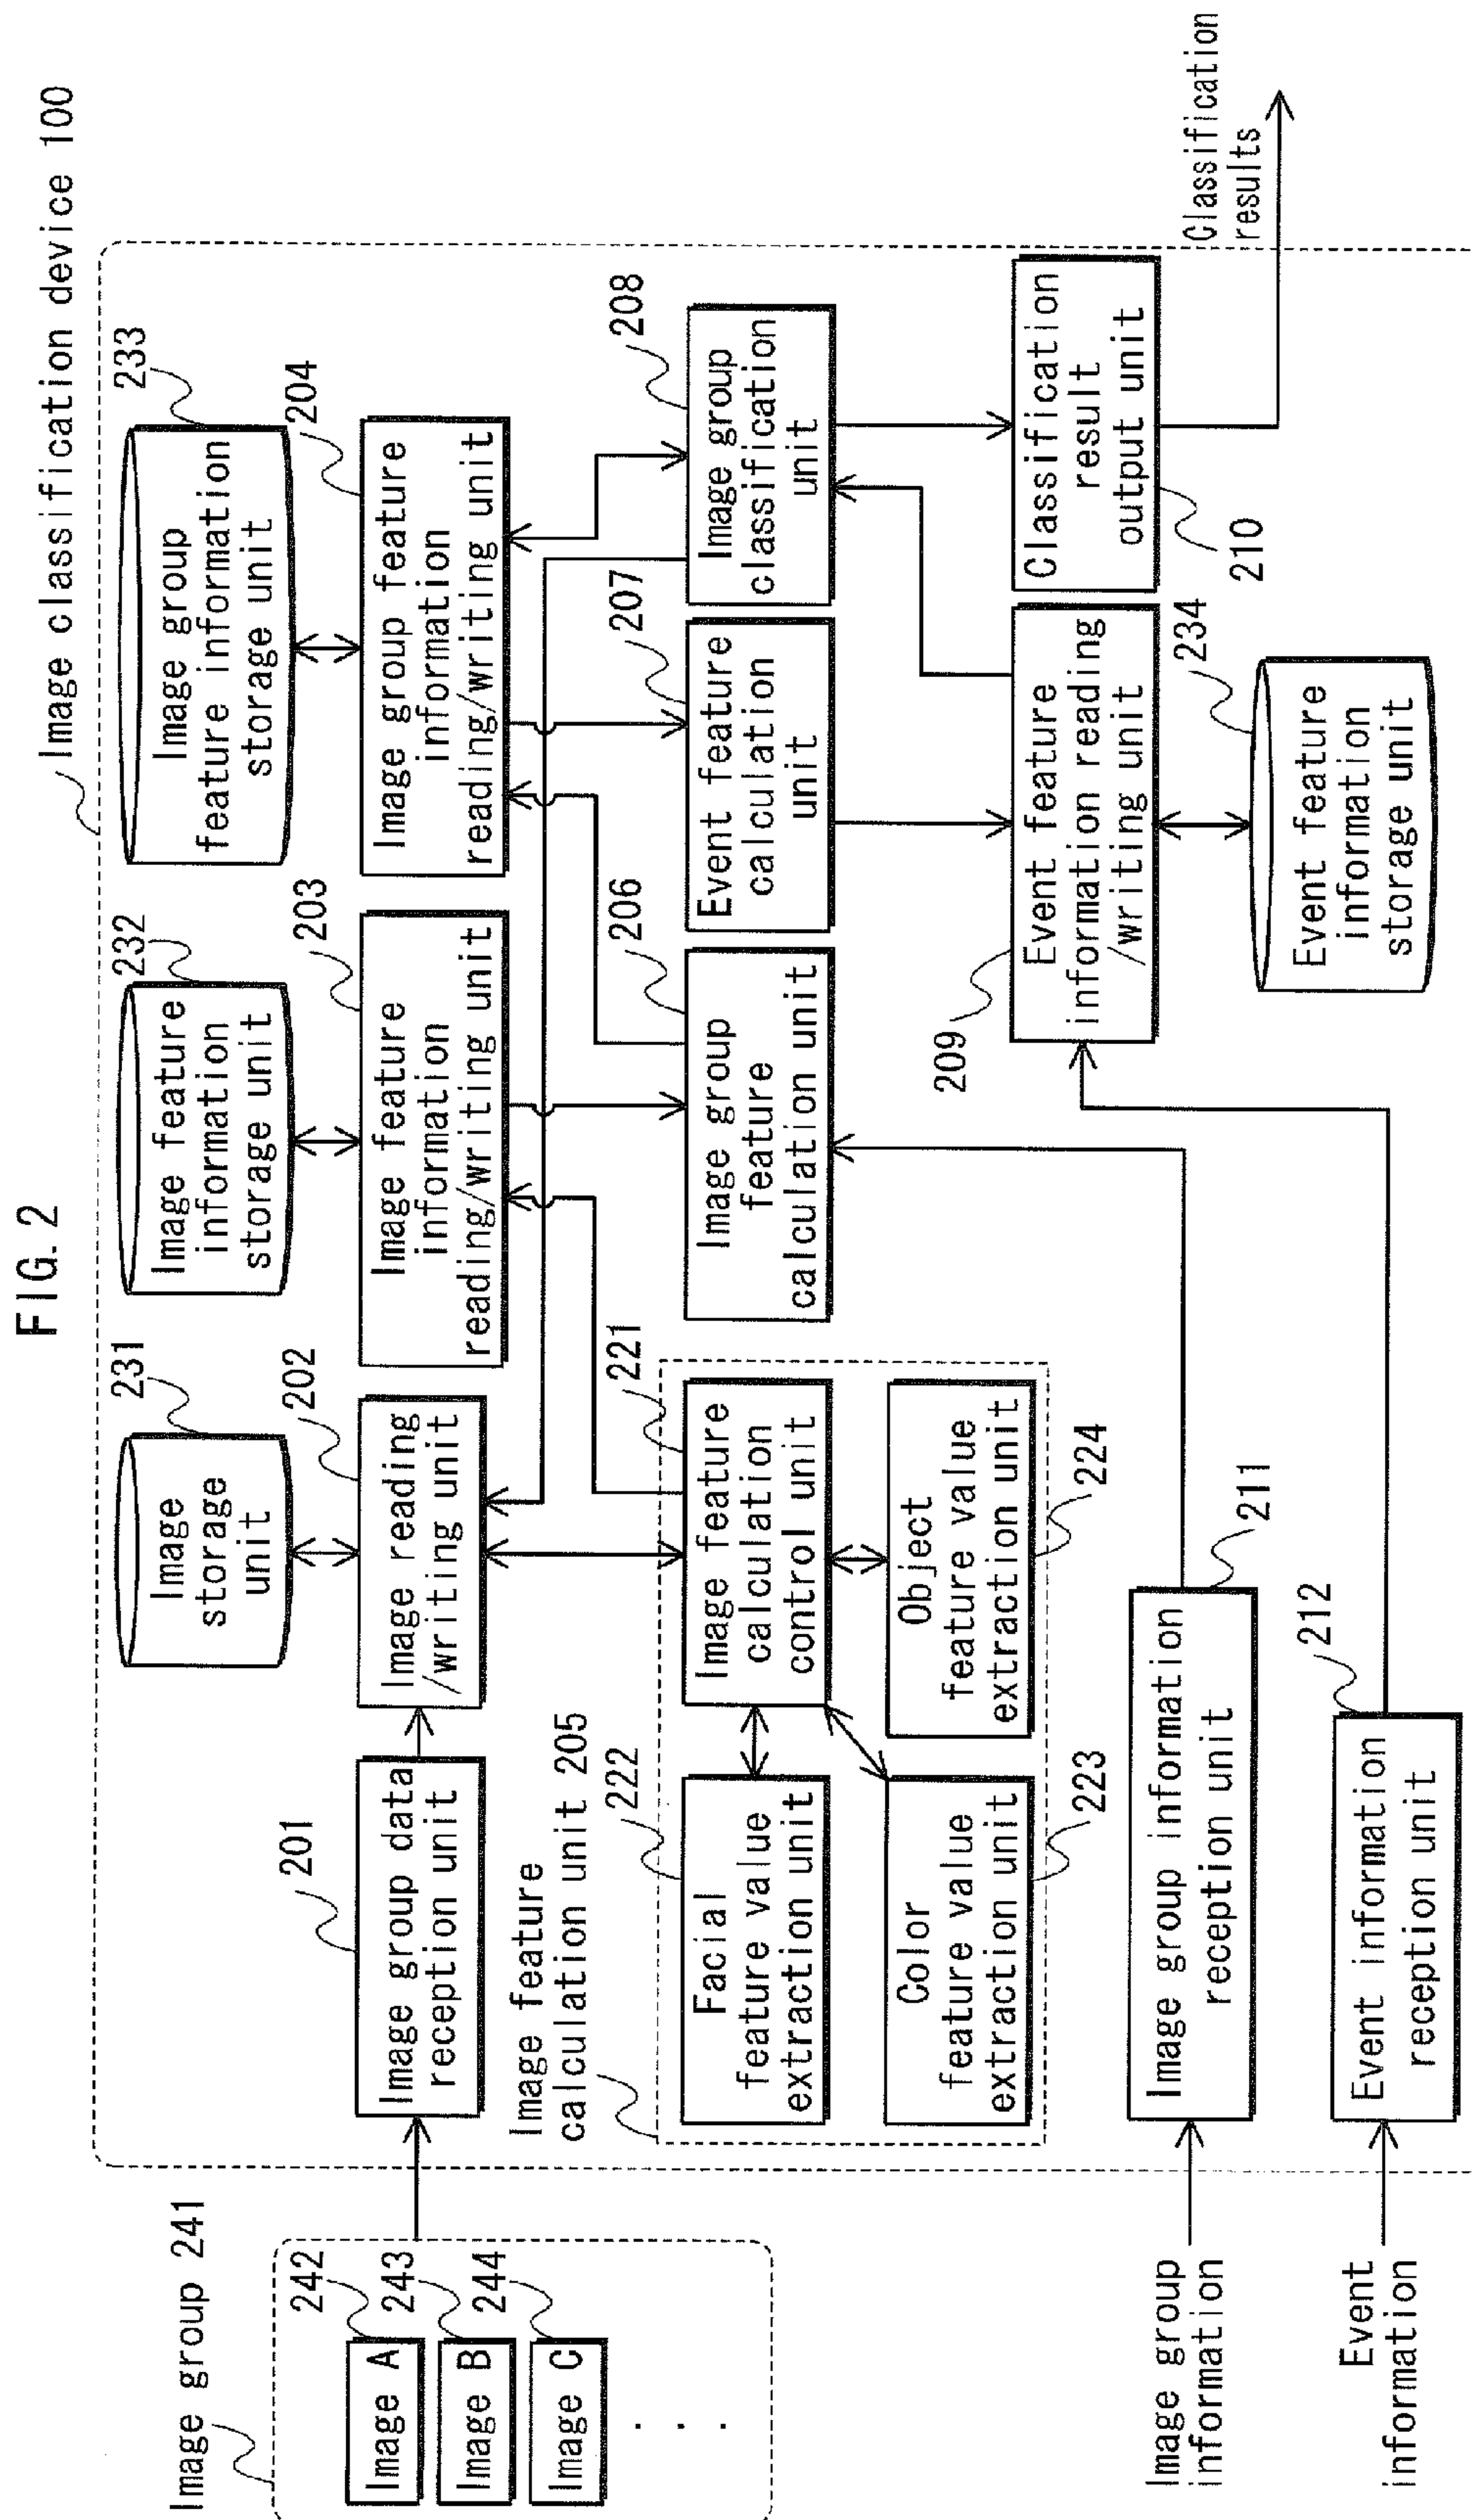 FIG. 2
Image classification device 100
Image group 241
242
Image A
243
Image B
244
Image C
. . .
201
Image group data
reception unit
231
Image
storage
unit
202
Image reading
/writing unit
232
Image feature
information
storage unit
203
Image feature
information
reading/writing unit
233
Image group
feature information
storage unit
204
Image group feature
information
reading/writing unit
Image feature
calculation unit 205
222
Facial
feature value
extraction unit
221
Image feature
calculation
control unit
Color
feature value
extraction unit
223
Object
feature value
extraction unit
224
206
Image group
feature
calculation unit
207
Event feature
calculation
unit
208
Image group
classification
unit
209
Event feature
information reading
/writing unit
234
Event feature
information
storage unit
Classification
result
output unit
210
Classification
results
Image group
information
Image group information
reception unit
211
Event
information
Event information
reception unit
212